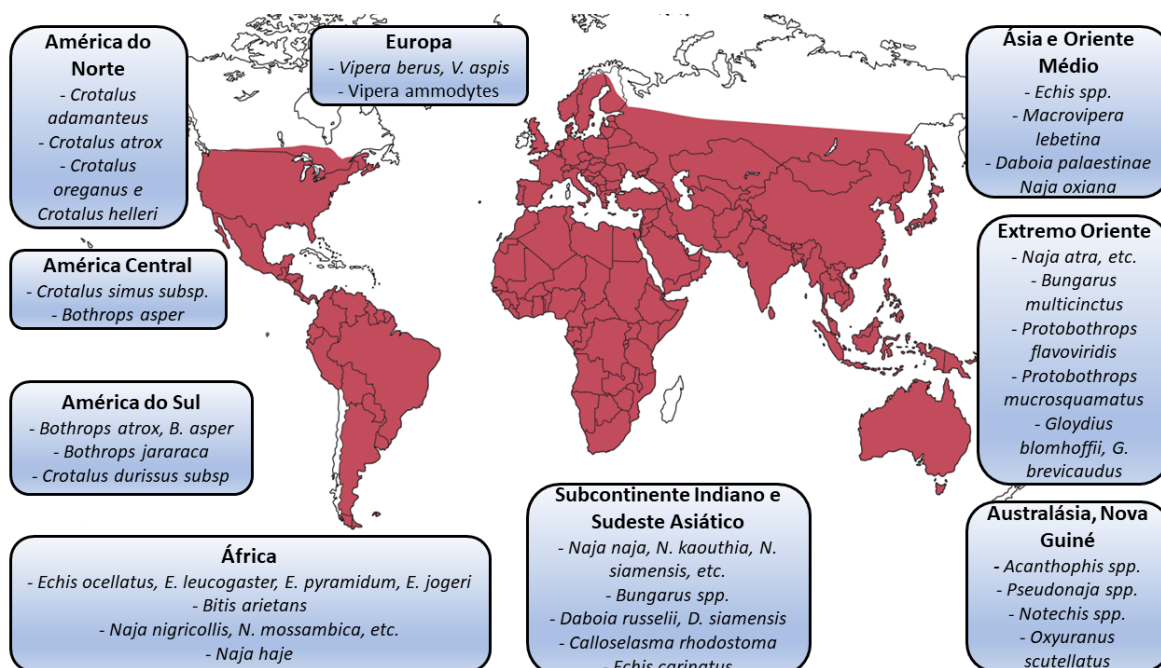 América do
Norte
- Crotalus
adamanteus
- Crotalus atrox
- Crotalus
oreganus e
Crotalus helleri
Europa
- Vipera berus, V. aspis
- Vipera ammodytes
Ásia e Oriente
Médio
- Echis spp.
- Macrovipera
lebetina
- Daboia palaestinae
Naja oxiana
América Central
- Crotalus simus subsp.
- Bothrops asper
Extremo Oriente
- Naja atra, etc.
- Bungarus
multicinctus
- Protobothrops
flavoviridis
- Protobothrops
mucrosquamatus
- Gloydius
blomhoffii, G.
brevicaudus
América do Sul
- Bothrops atrox, B. asper
- Bothrops jararaca
- Crotalus durissus subsp
África
- Echis ocellatus, E. leucogaster, E. pyramidum, E. jogeri
- Bitis arietans
- Naja nigricollis, N. mossambica, etc.
- Naja haje
Subcontinente Indiano e
Sudeste Asiático
- Naja naja, N. kaouthia, N.
siamensis, etc.
- Bungarus spp.
- Daboia russelii, D. siamensis
- Calloselasma rhodostoma
- Echis carinatus
Australásia, Nova
Guiné
- Acanthophis spp.
- Pseudonaja spp.
- Notechis spp.
- Oxyuranus
scutellatus